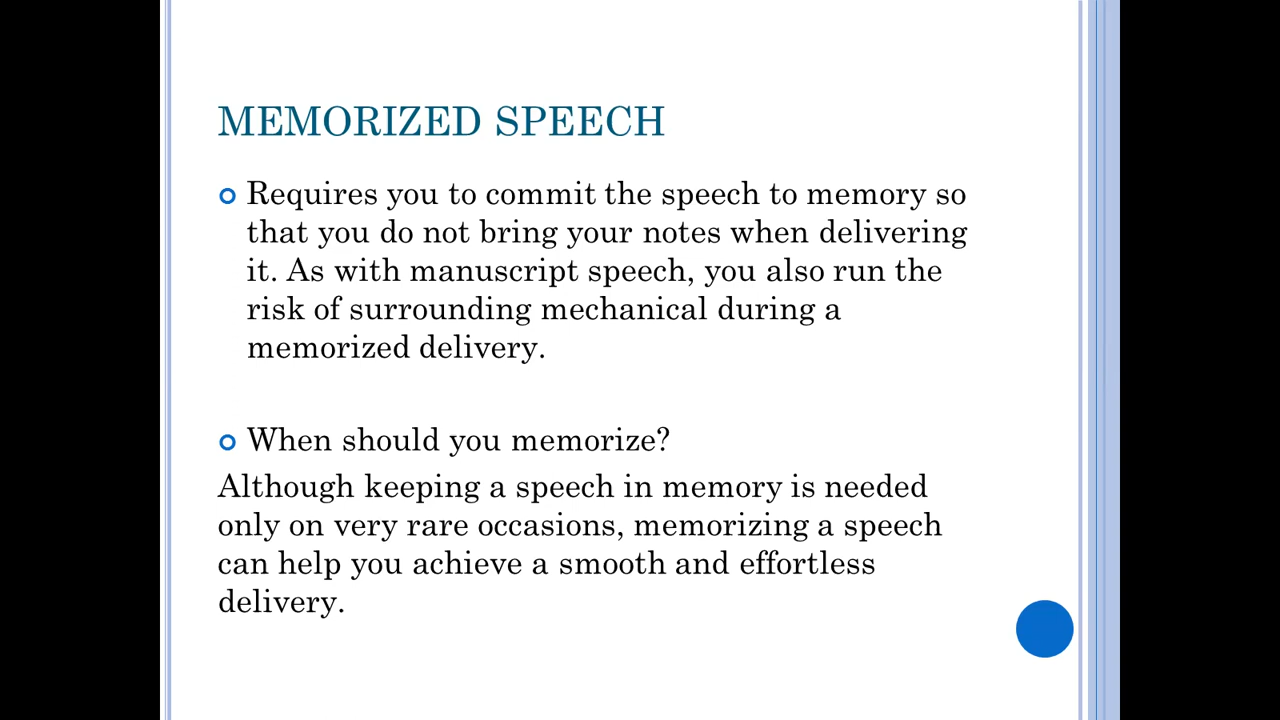 MEMORIZED SPEECH
Requires you to commit the speech to memory so
that you do not bring your notes when delivering
it. As with manuscript speech, you also run the
risk of surrounding mechanical during a
memorized delivery.
When should you memorize?
Although keeping a speech in memory is needed
only on very rare occasions, memorizing a speech
can help you achieve a smooth and effortless
delivery.